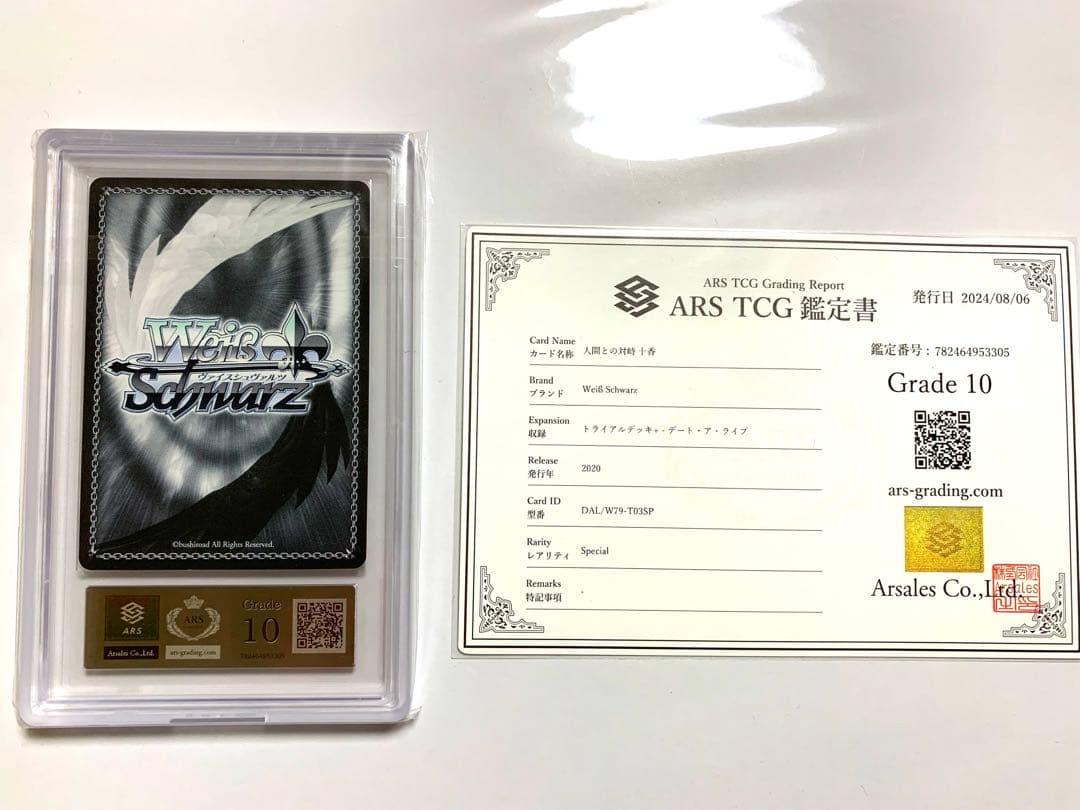 Weiß
ヴァイスシュヴァルツ
Schwarz
©bushiroad All Rights Reserved.
ARS
Arsales Co.,Ltd.
ARS
ars-grading.com
Grade
10
782464953305
ARS TCG Grading Report
ARS TCG 鑑定書
発行日 2024/08/06
鑑定番号 : 782464953305
Grade 10
ars-grading.com
Arsales Co.,Ltd.
Arsales
Card Name
カード名称 人間との対峙 十香
Brand
ブランド Weiß Schwarz
Expansion
収録 トライアルデッキ+ - デート・ア・ライブ
Release
発行年 2020
Card ID
型番 DAL/W79-T03SP
Rarity
レアリティ Special
Remarks
特記事項